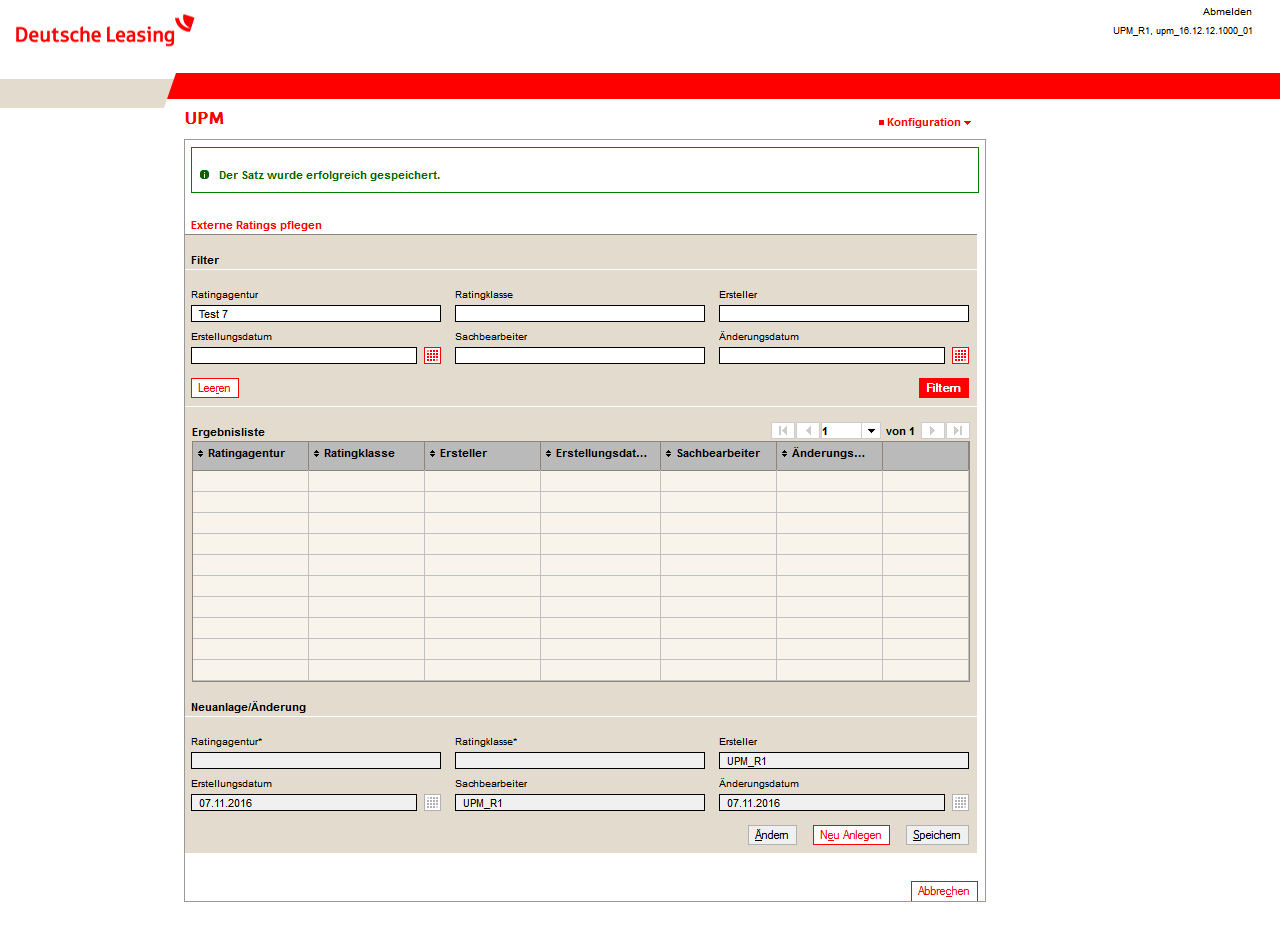 Abmelden
Deutsche Leasing
UPM_R1, upm_16.12.12.1000_01
UPM
Konfiguration
Der Satz wurde erfolgreich gespeichert.
Externe Ratings pflegen
Filter
Ratingagentur Ratingklasse Ersteller
Test 7
Erstellungsdatum Sachbearbeiter Änderungsdatum
Leeren Filtern
Ergebnisliste 1 von 1
Ratingagentur Ratingklasse Ersteller Erstellungsdat... Sachbearbeiter Änderungs...
Neuanlage/Änderung
Ratingagentur* Ratingklasse* Ersteller
UPM_R1
Erstellungsdatum Sachbearbeiter Änderungsdatum
07.11.2016 UPM_R1 07.11.2016
Ändern Neu Anlegen Speichern
Abbrechen